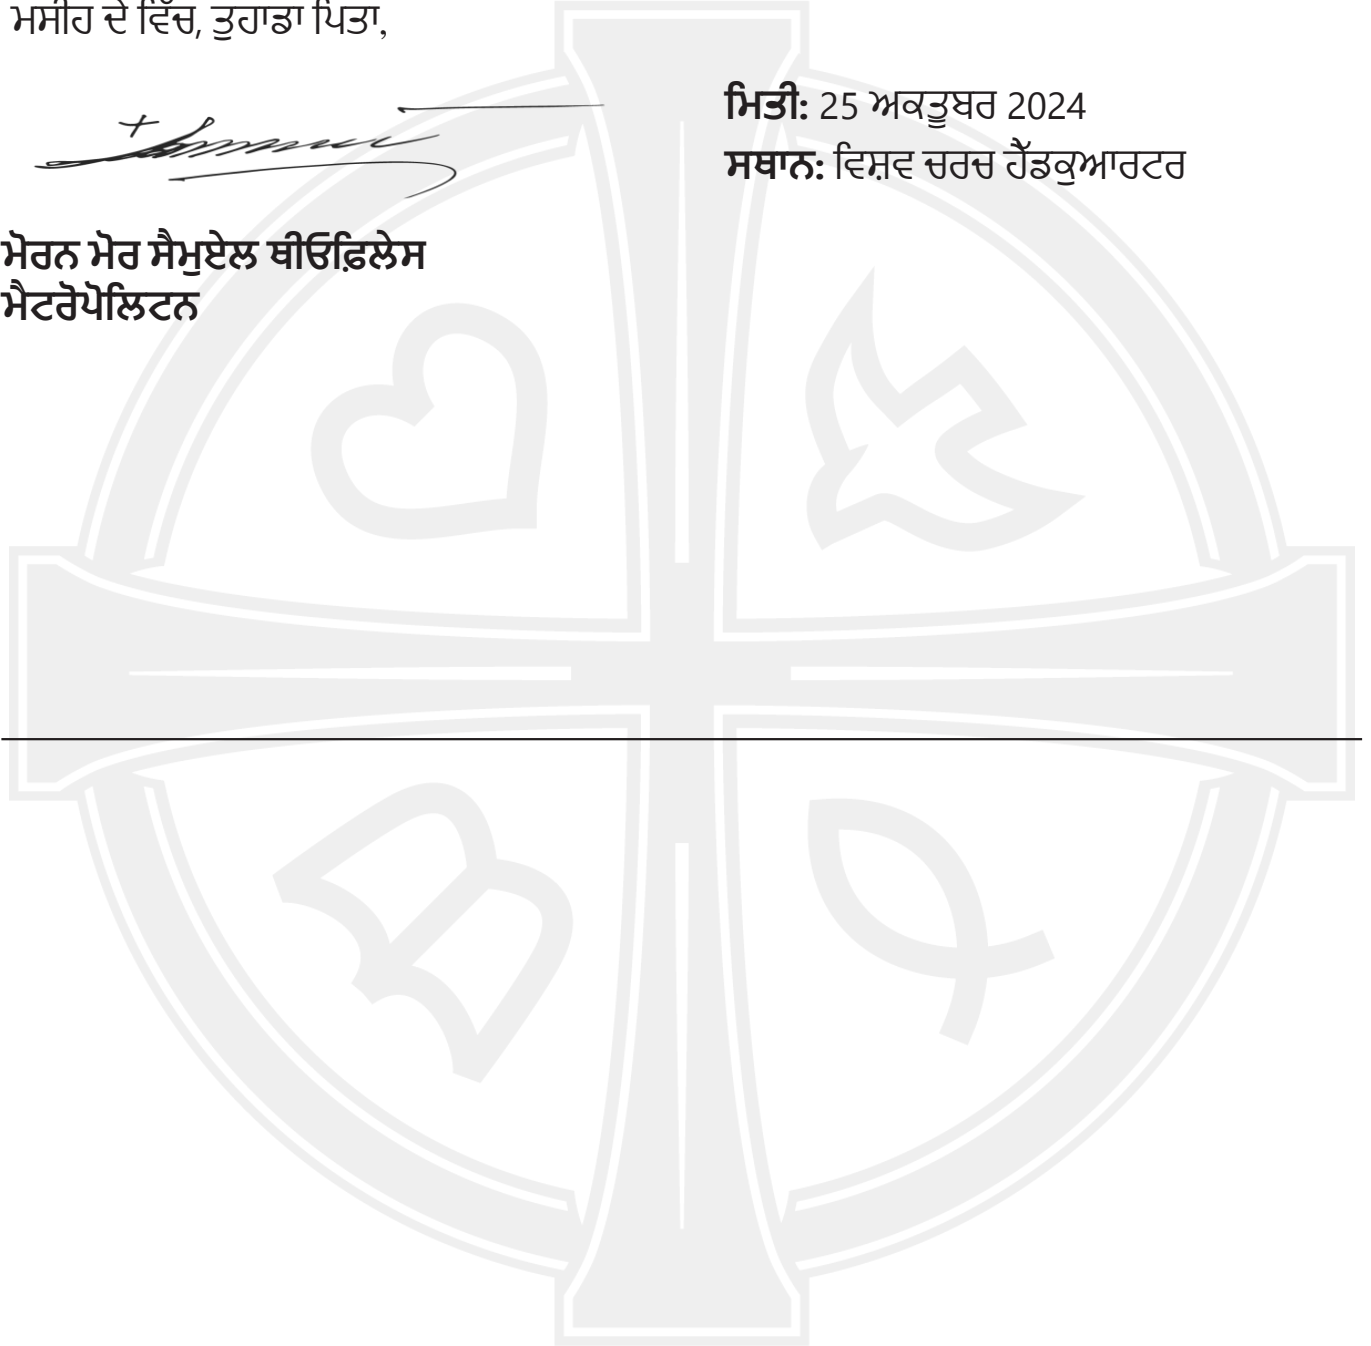 ਮਸੀਹ ਦੇ ਵਿੱਚ, ਤੁਹਾਡਾ ਪਿਤਾ,
ਮਿਤੀ: 25 ਅਕਤੂਬਰ 2024
ਸਥਾਨ: ਵਿਸ਼ਵ ਚਰਚ ਹੈੱਡਕੁਆਰਟਰ
ਮੋਰਨ ਮੋਰ ਸੈਮੁਏਲ ਥੀਓਫ਼ਿਲੇਸ
ਮੈਟਰੋਪੋਲਿਟਨ